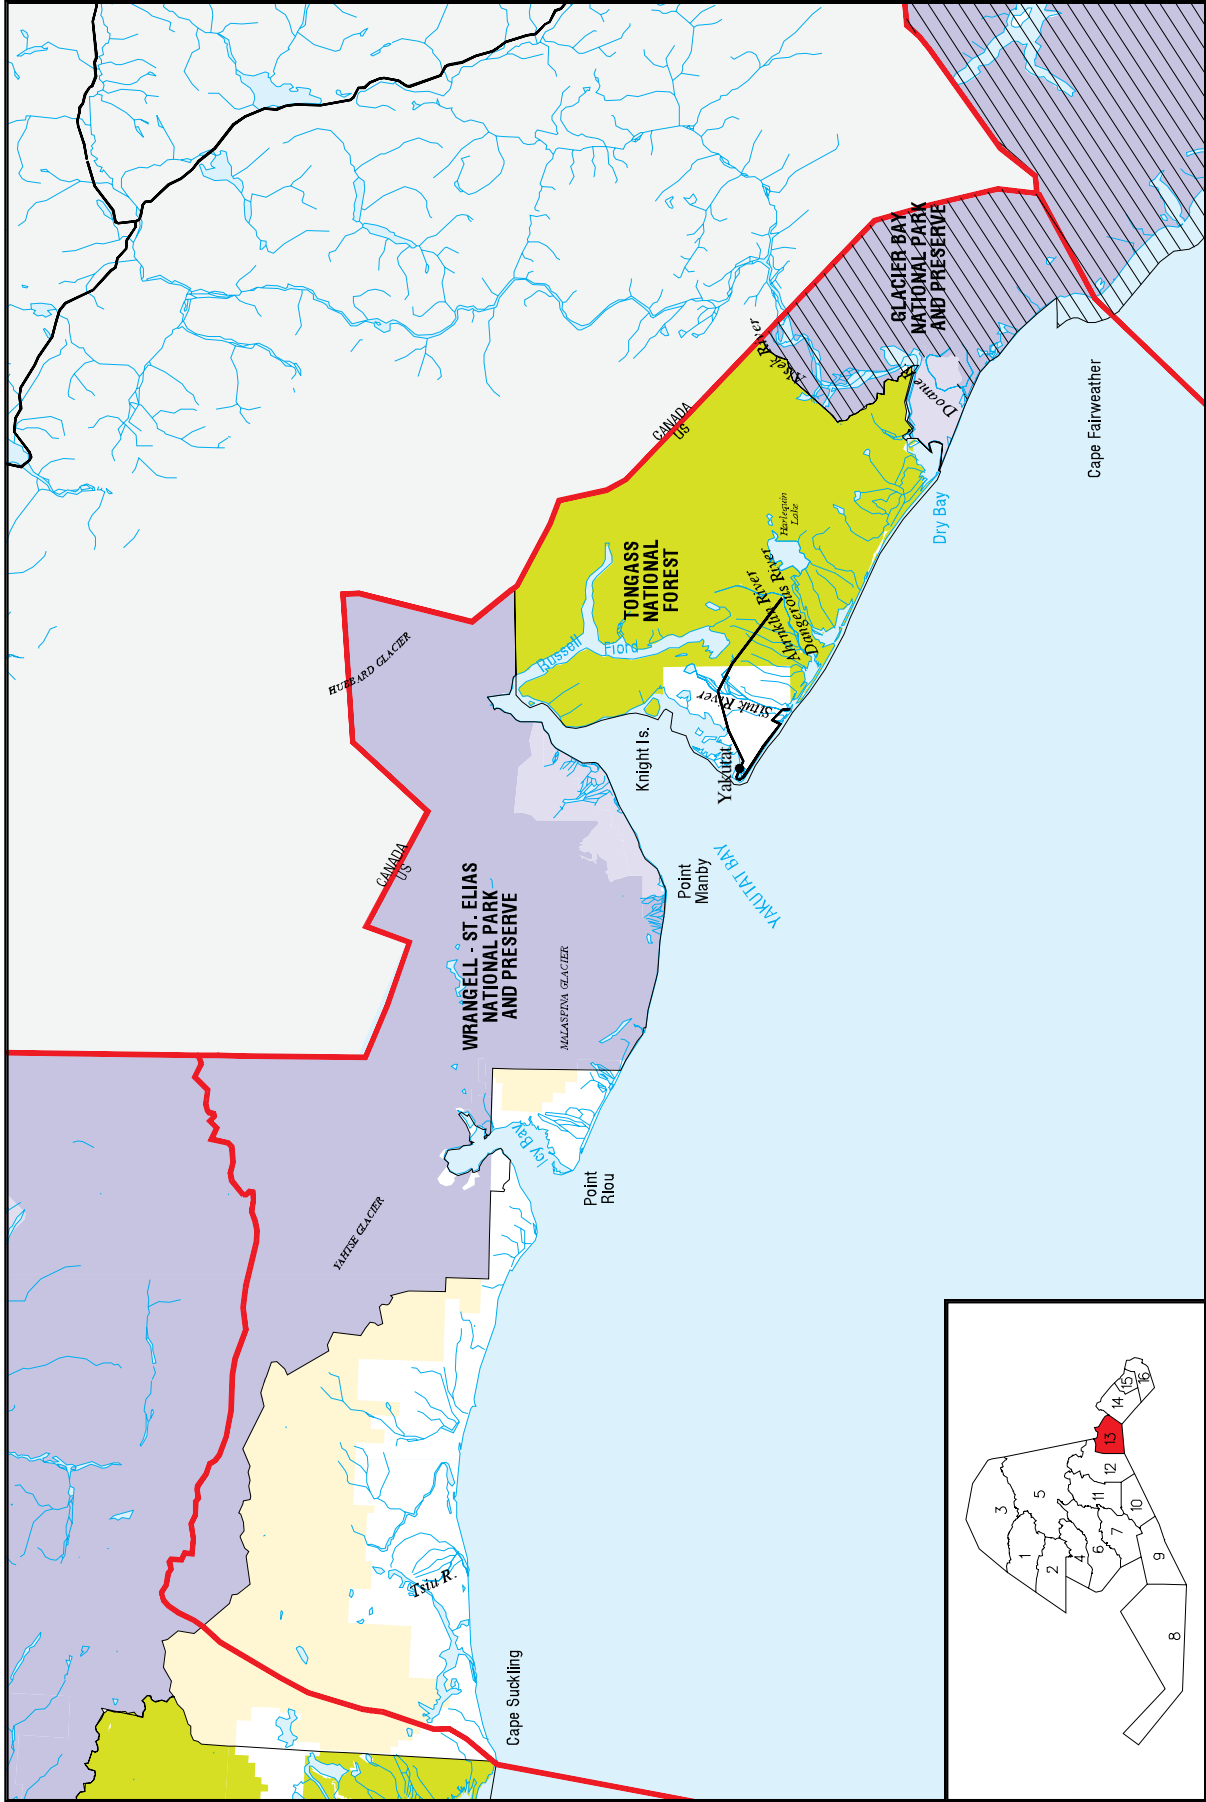 GLACIER BAY
NATIONAL PARK
AND PRESERVE
Alsek River
Doame R.
CANADA
US
Cape Fairweather
Harlequin
Lake
Dry Bay
TONGASS
NATIONAL
FOREST
Ahrnklin River
Dangerous River
Russell
Fiord
HUBBARD GLACIER
Situk River
Knight Is.
Yakutat
CANADA
US
WRANGELL - ST. ELIAS
NATIONAL PARK
AND PRESERVE
Point
Manby
YAKUTAT BAY
MALASPINA GLACIER
Icy Bay
Point
RIou
YAHTSE GLACIER
Tsiu R.
Cape Suckling
1
2
3
4
5
6
7
8
9
10
11
12
13
14
15
16